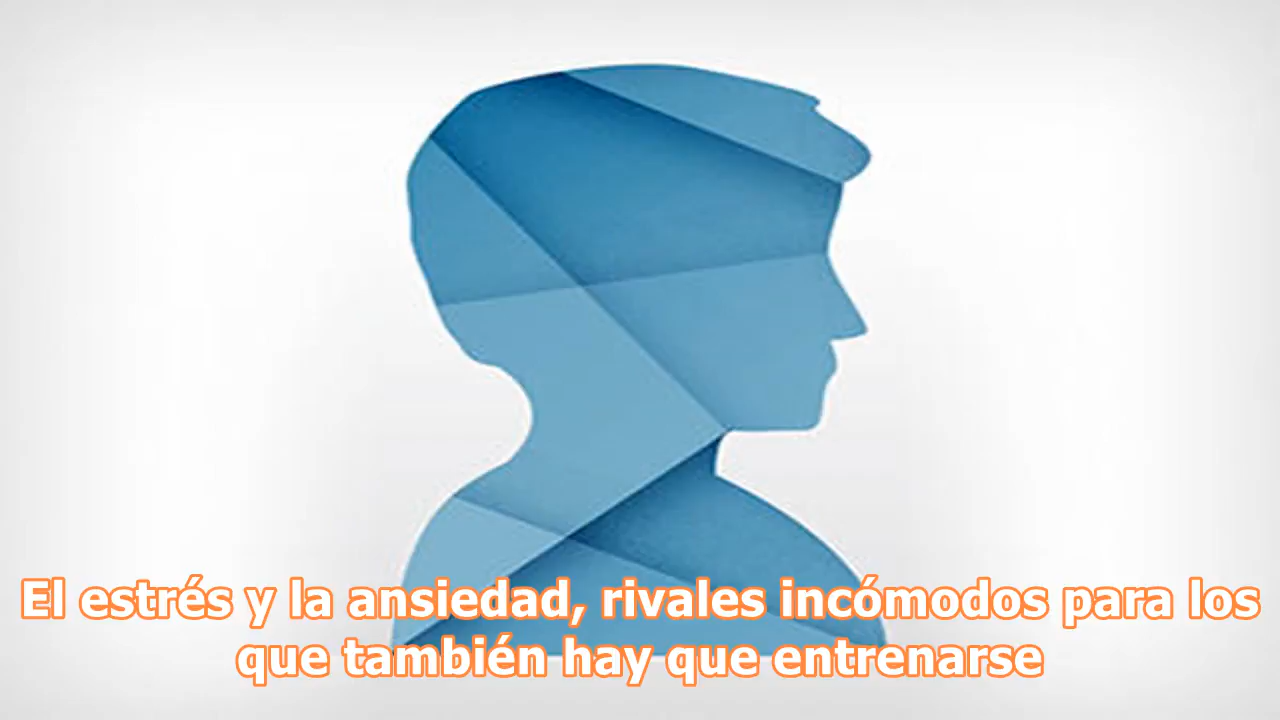 El estrés y la ansiedad, rivales incómodos para los
que también hay que entrenarse